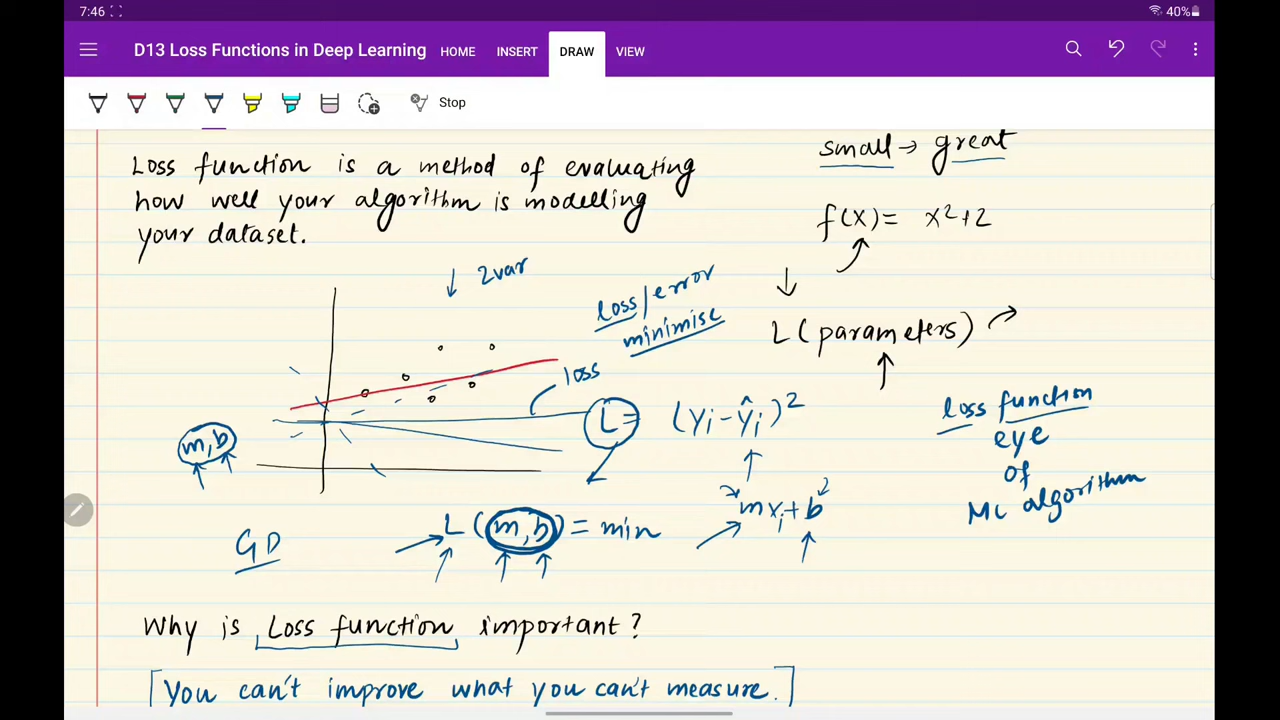 7:46
40%
D13 Loss Functions in Deep Learning HOME INSERT DRAW VIEW
Stop
Loss function is a method of evaluating
how well your algorithm is modelling
your dataset.
small → great
f(x) = x²+2
↓ 2var
loss/error
minimise
L(parameters)
loss
m,b
L = (yi - ŷi)²
mxi + b
loss function
eye
of
ML algorithm
GD
L(m,b) = min
Why is Loss function important?
[You can't improve what you can't measure.]